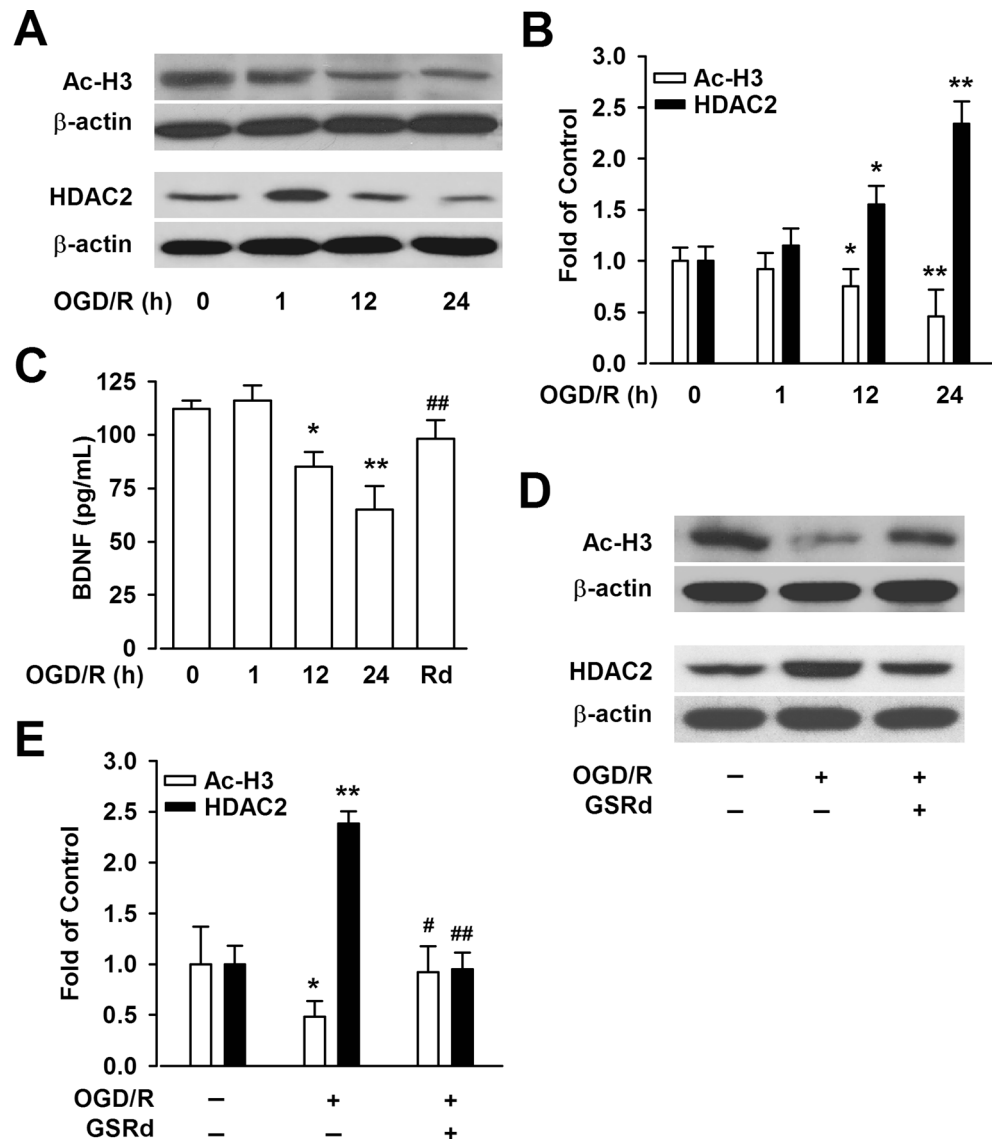 A
Ac-H3
β-actin
HDAC2
β-actin
OGD/R (h) 0 1 12 24
B
3.0
2.5
2.0
1.5
1.0
0.5
0.0
Fold of Control
Ac-H3
HDAC2
*
*
**
**
OGD/R (h) 0 1 12 24
C
125
100
75
50
25
0
BDNF (pg/mL)
*
**
##
OGD/R (h) 0 1 12 24 Rd
D
Ac-H3
β-actin
HDAC2
β-actin
OGD/R – + +
GSRd – – +
E
3.0
2.5
2.0
1.5
1.0
0.5
0.0
Fold of Control
Ac-H3
HDAC2
*
**
#
##
OGD/R – + +
GSRd – – +